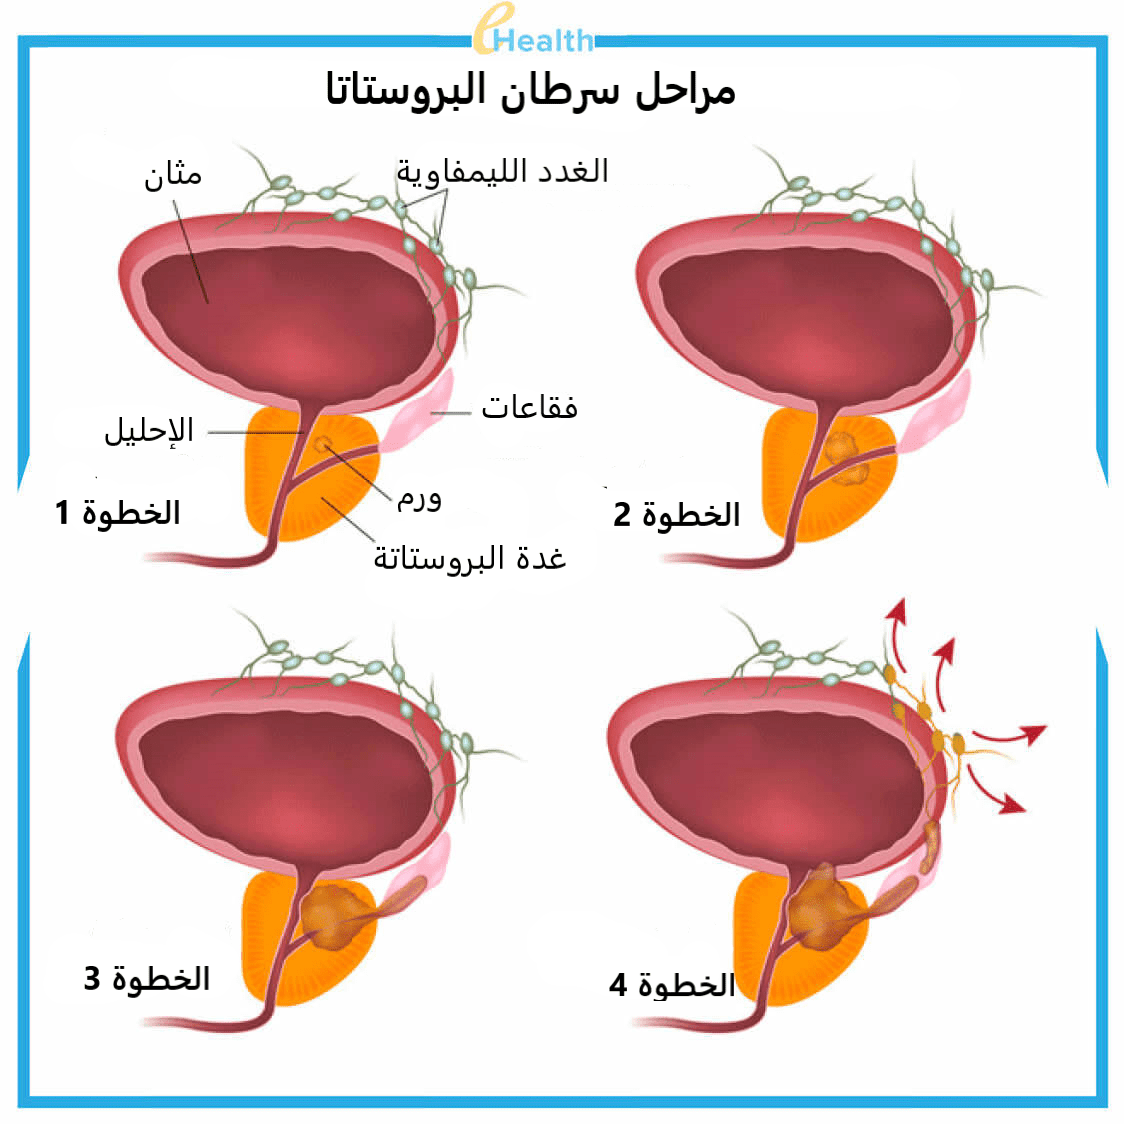 eHealth
مراحل سرطان البروستاتا
مثان
الغدد الليمفاوية
فقاعات
الإحليل
ورم
غدة البروستاتة
الخطوة 1
الخطوة 2
الخطوة 3
الخطوة 4